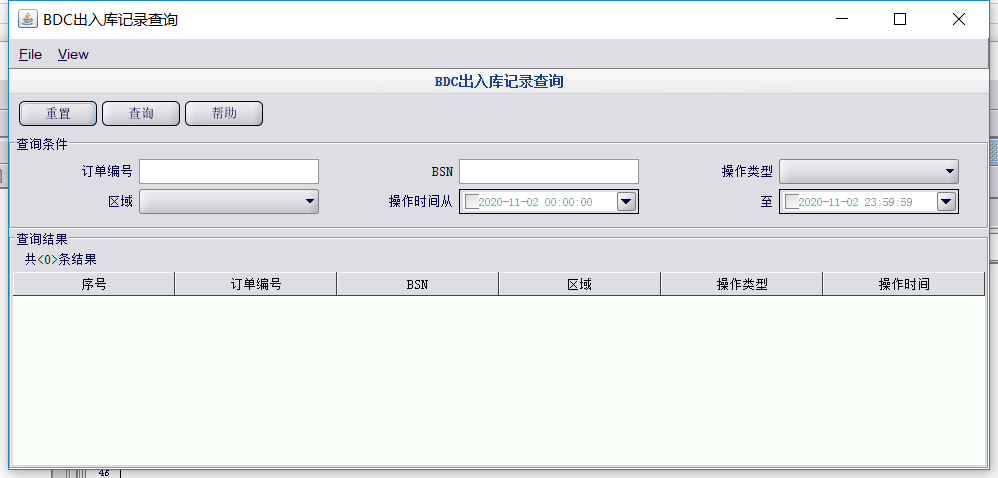 BDC出入库记录查询
File View
BDC出入库记录查询
重置 查询 帮助
查询条件
订单编号 BSN 操作类型
区域 操作时间从 2020-11-02 00:00:00 至 2020-11-02 23:59:59
查询结果
共<0>条结果
序号 订单编号 BSN 区域 操作类型 操作时间